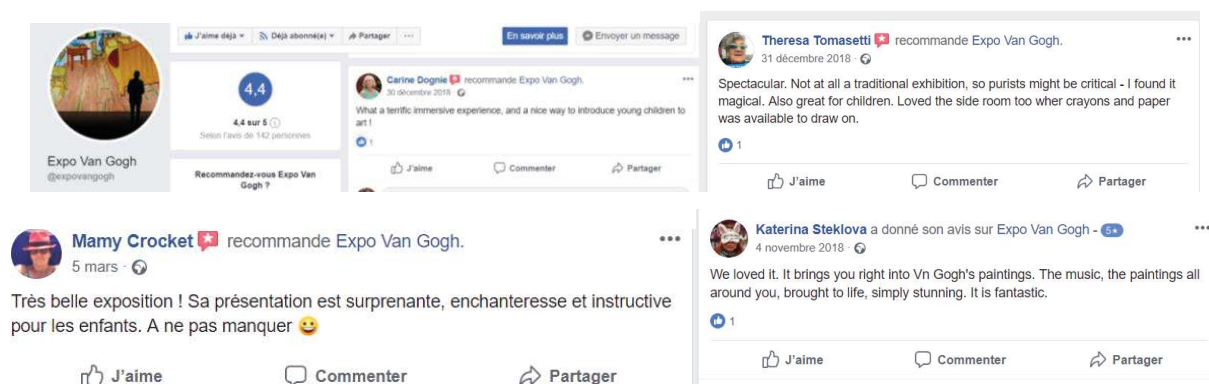 J'aime déjà Déjà abonné(e) Partager ...
En savoir plus Envoyer un message
Expo Van Gogh
@expovangogh
4,4
4,4 sur 5
Selon l'avis de 142 personnes
Recommandez-vous Expo Van
Gogh ?
Carine Dognie recommande Expo Van Gogh.
30 décembre 2018 ·
What a terrific immersive experience, and a nice way to introduce young children to
art !
1
J'aime Commenter Partager
Theresa Tomasetti recommande Expo Van Gogh.
31 décembre 2018 ·
Spectacular. Not at all a traditional exhibition, so purists might be critical - I found it
magical. Also great for children. Loved the side room too wher crayons and paper
was available to draw on.
1
J'aime Commenter Partager
Mamy Crocket recommande Expo Van Gogh.
5 mars ·
Très belle exposition ! Sa présentation est surprenante, enchanteresse et instructive
pour les enfants. A ne pas manquer 😀
J'aime Commenter Partager
Katerina Steklova a donné son avis sur Expo Van Gogh - 5★
4 novembre 2018 ·
We loved it. It brings you right into Vn Gogh's paintings. The music, the paintings all
around you, brought to life, simply stunning. It is fantastic.
1
J'aime Commenter Partager